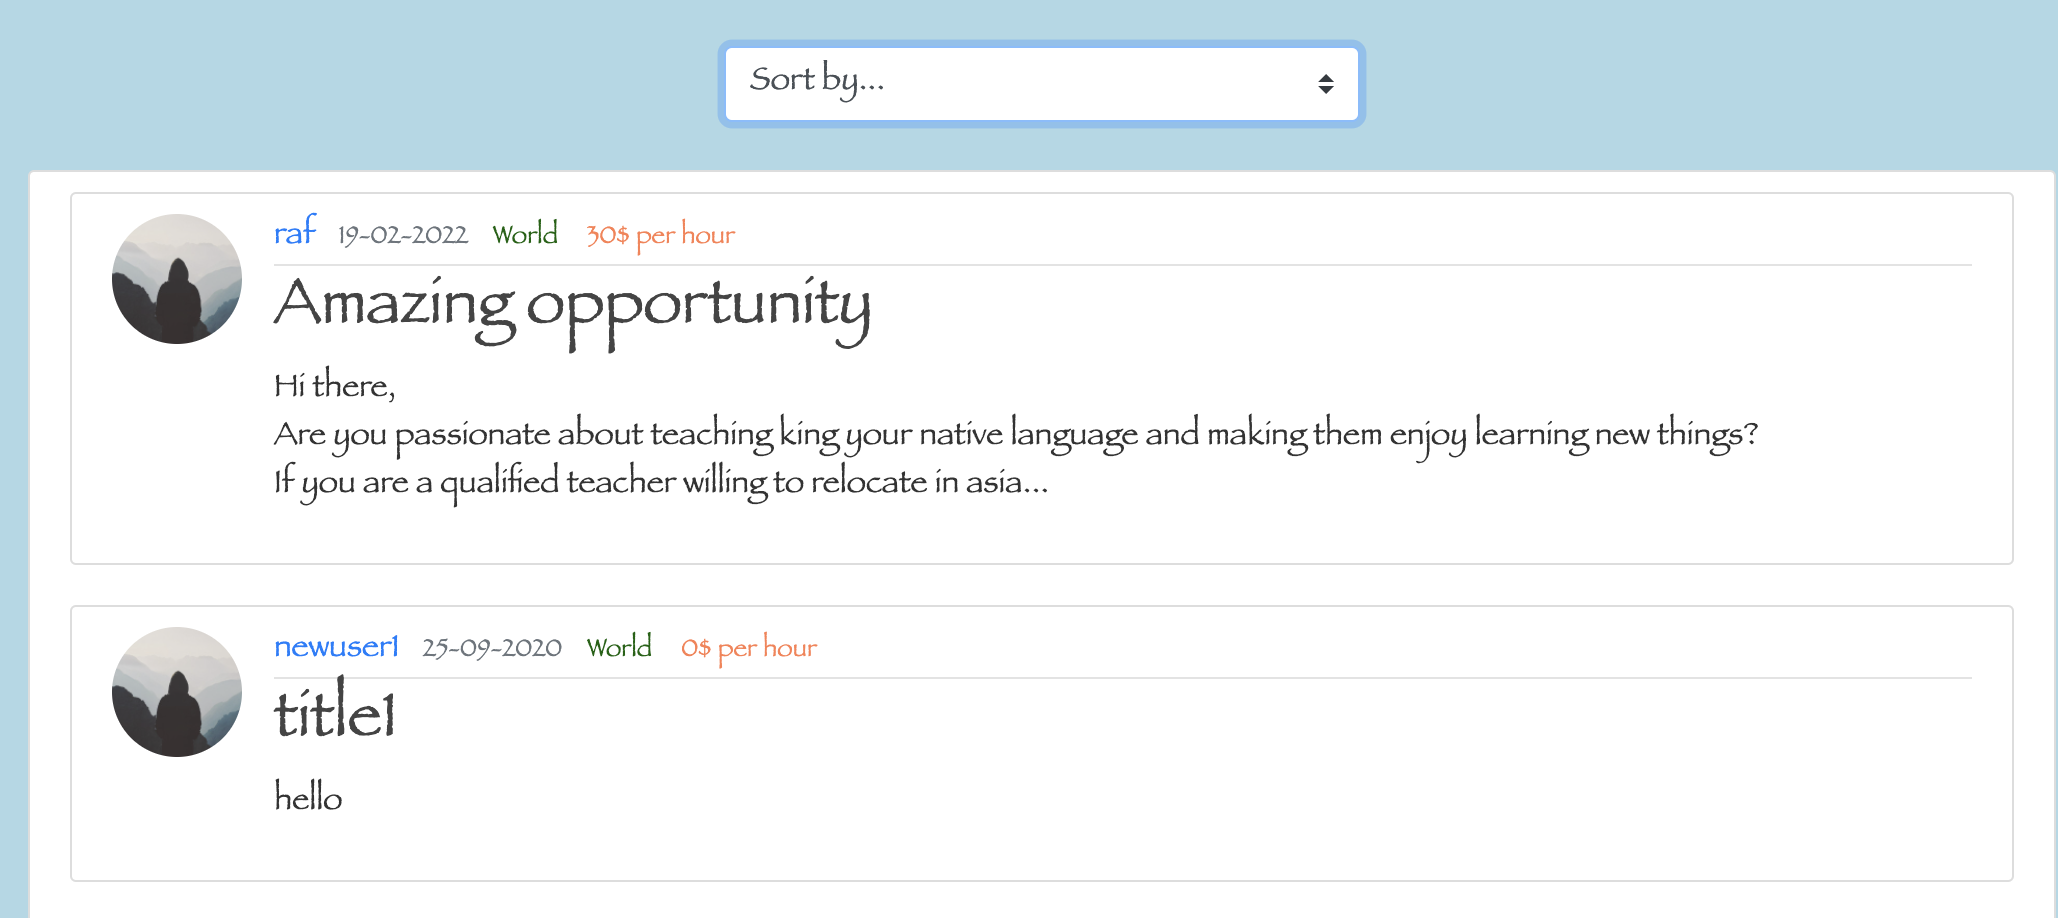 Sort by...
raf 19-02-2022 World 30$ per hour
Amazing opportunity
Hi there,
Are you passionate about teaching king your native language and making them enjoy learning new things?
If you are a qualified teacher willing to relocate in asia...
newuser1 25-09-2020 World 0$ per hour
title1
hello